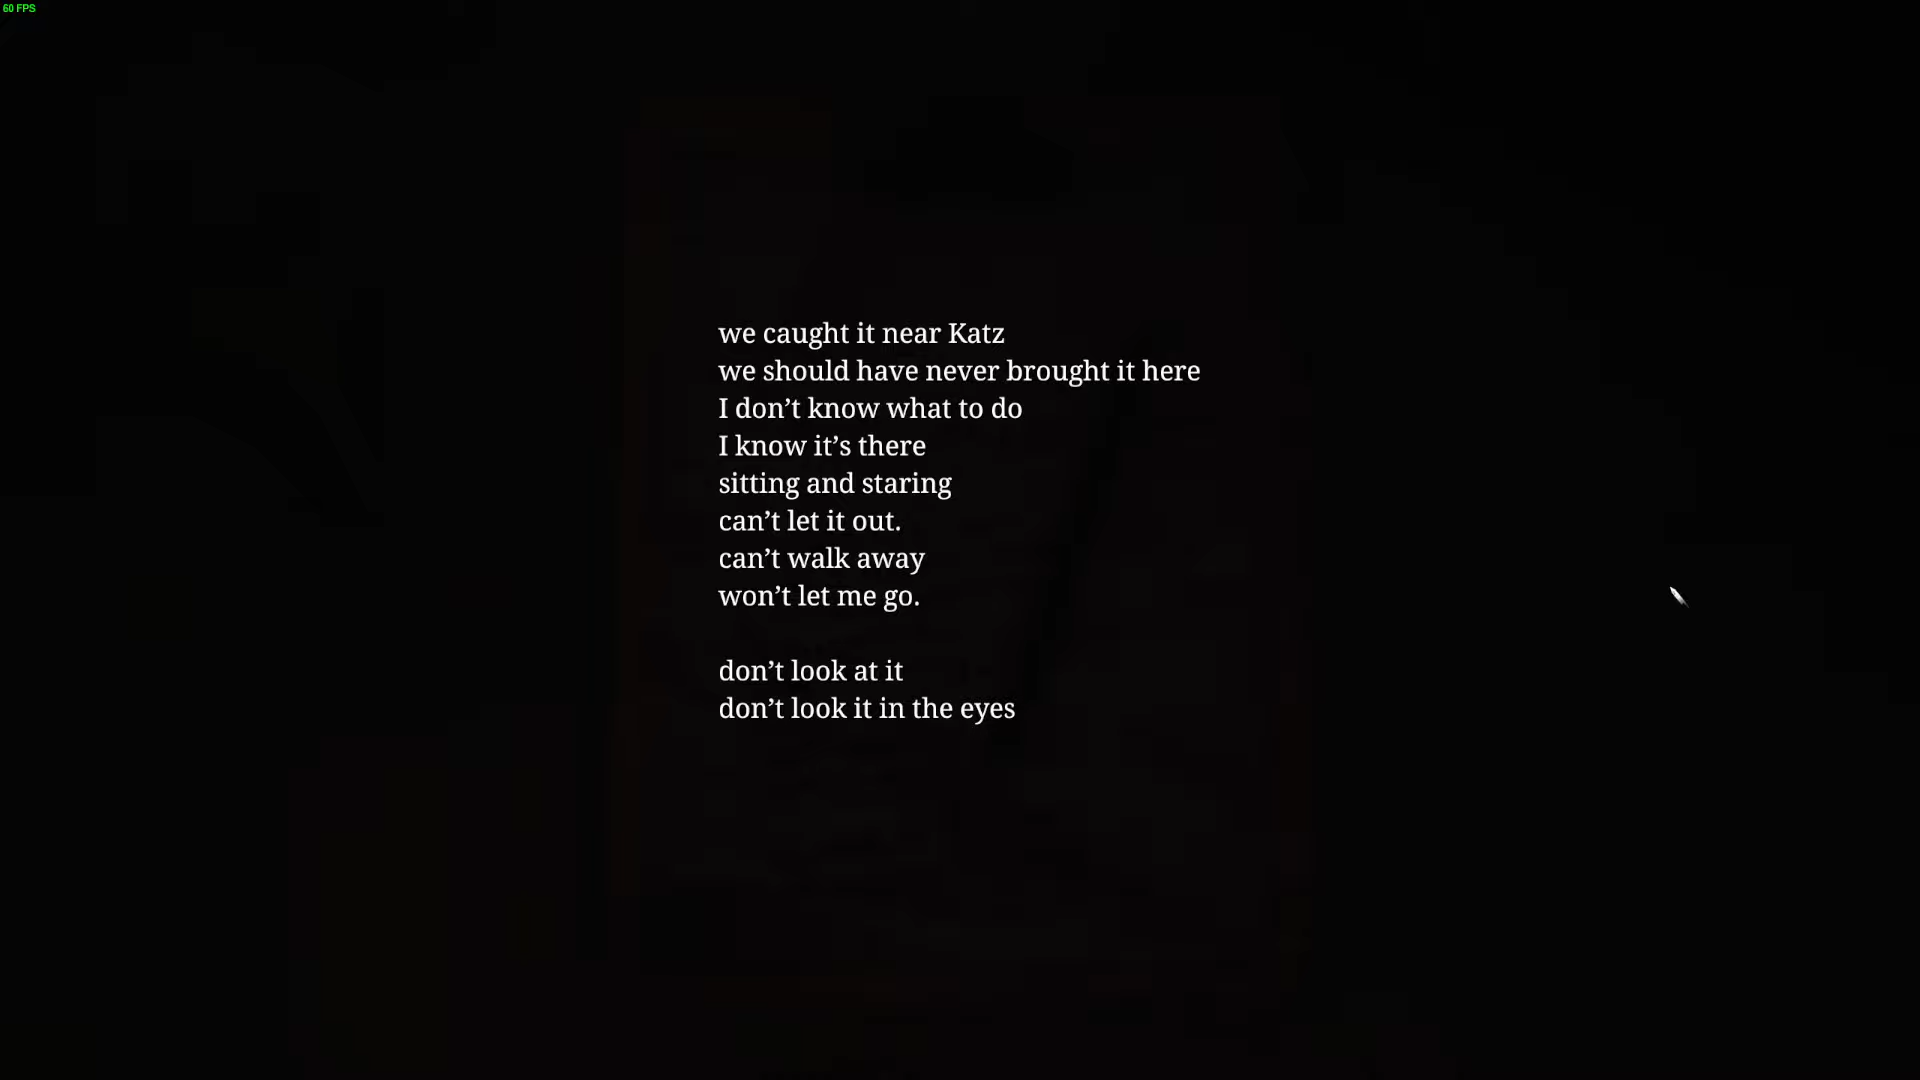 60 FPS
we caught it near Katz
we should have never brought it here
I don’t know what to do
I know it’s there
sitting and staring
can’t let it out.
can’t walk away
won’t let me go.
don’t look at it
don’t look it in the eyes